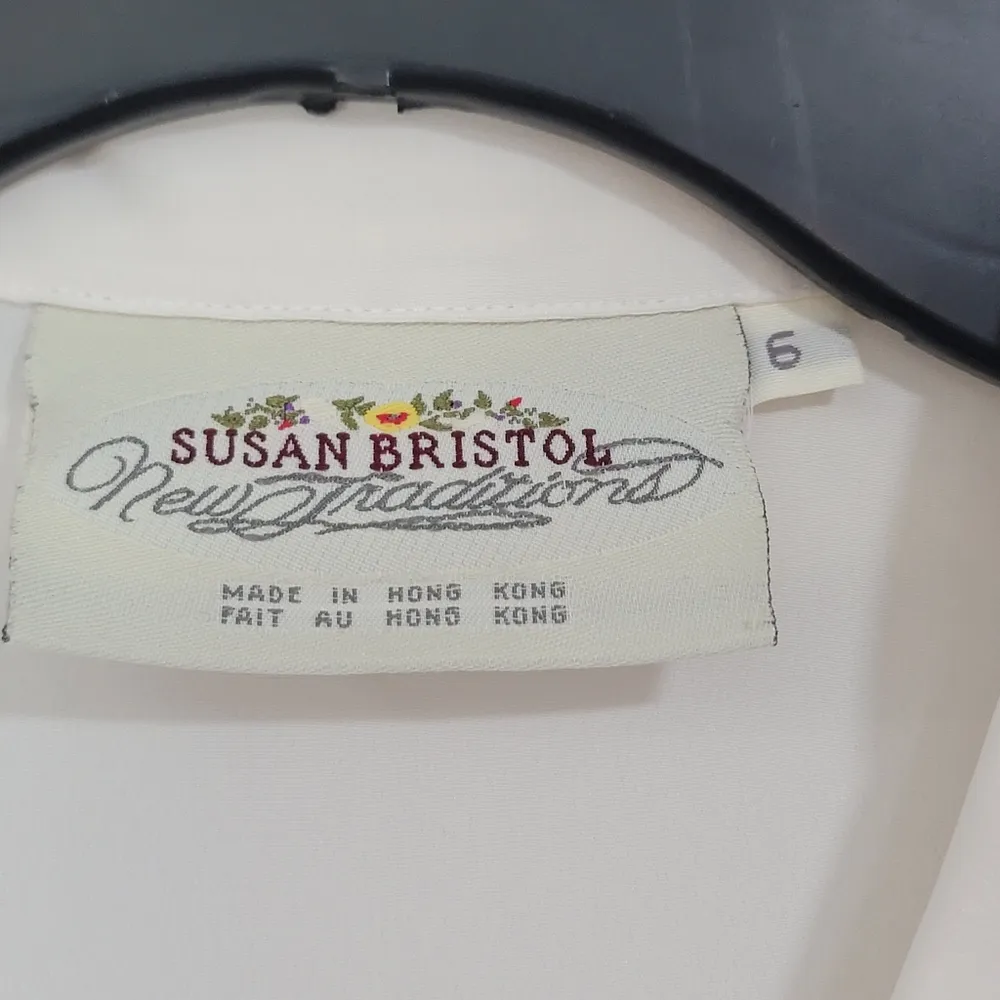 SUSAN BRISTOL
New Traditions
MADE IN HONG KONG
FAIT AU HONG KONG
6